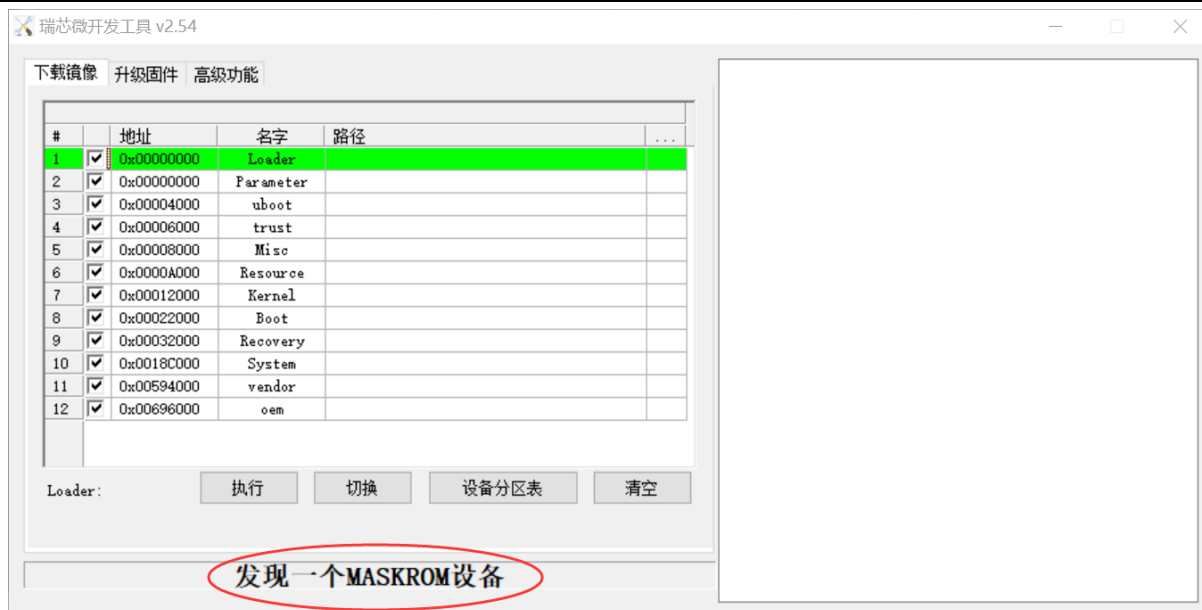 瑞芯微开发工具 v2.54
下载镜像 升级固件 高级功能
# 地址 名字 路径 ...
1 0x00000000 Loader
2 0x00000000 Parameter
3 0x00004000 uboot
4 0x00006000 trust
5 0x00008000 Misc
6 0x0000A000 Resource
7 0x00012000 Kernel
8 0x00022000 Boot
9 0x00032000 Recovery
10 0x0018C000 System
11 0x00594000 vendor
12 0x00696000 oem
Loader: 执行 切换 设备分区表 清空
发现一个MASKROM设备